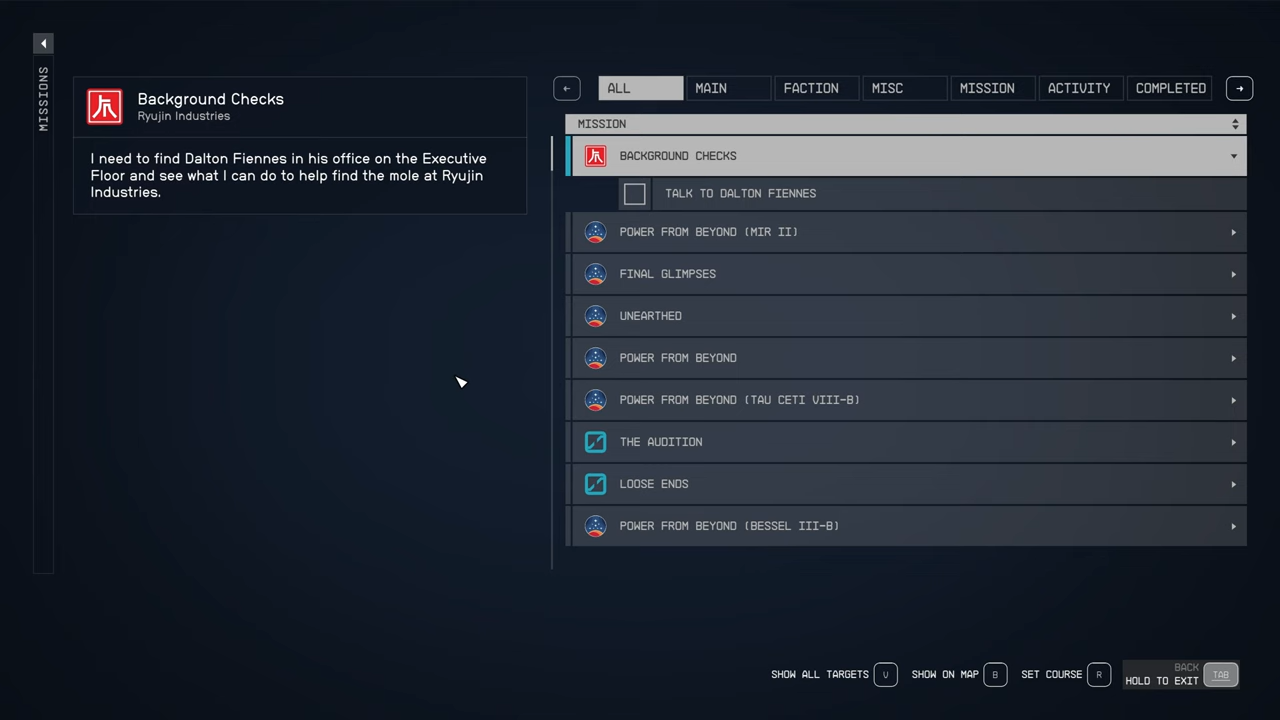 MISSIONS
Background Checks
Ryujin Industries
I need to find Dalton Fiennes in his office on the Executive
Floor and see what I can do to help find the mole at Ryujin
Industries.
ALL MAIN FACTION MISC MISSION ACTIVITY COMPLETED
MISSION
BACKGROUND CHECKS
TALK TO DALTON FIENNES
POWER FROM BEYOND (MIR II)
FINAL GLIMPSES
UNEARTHED
POWER FROM BEYOND
POWER FROM BEYOND (TAU CETI VIII-B)
THE AUDITION
LOOSE ENDS
POWER FROM BEYOND (BESSEL III-B)
SHOW ALL TARGETS V SHOW ON MAP B SET COURSE R
BACK
HOLD TO EXIT TAB